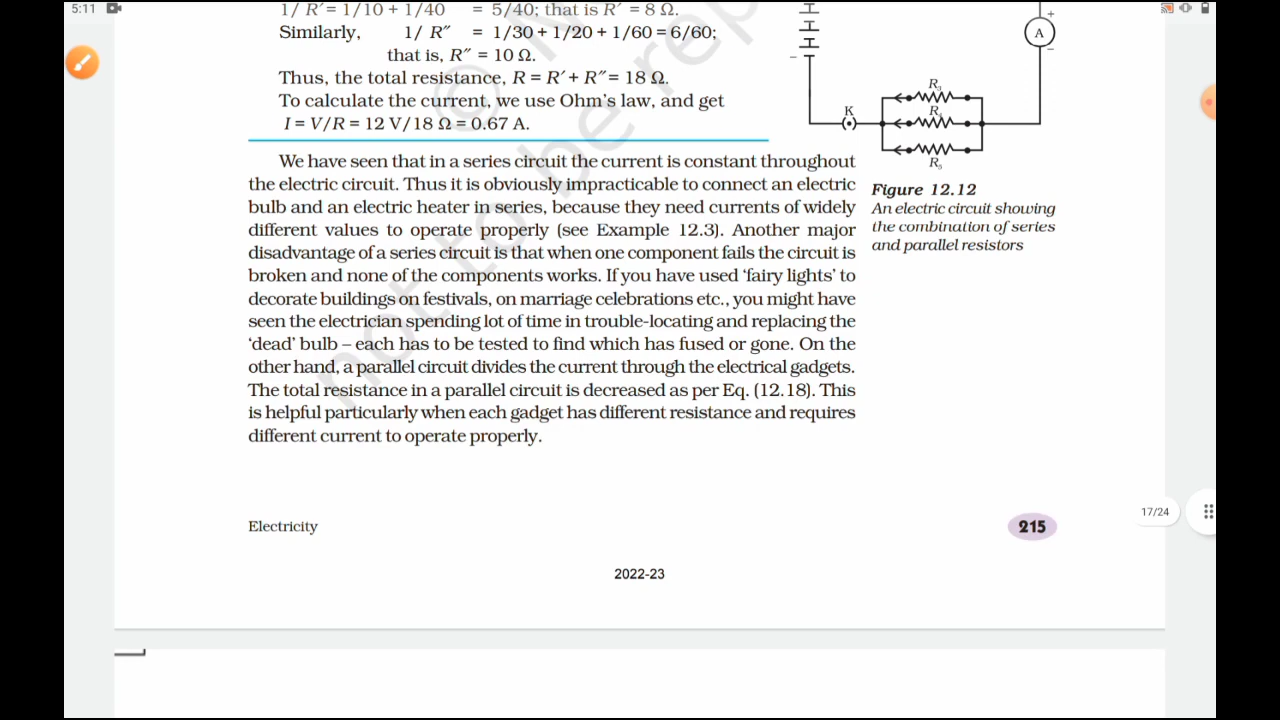 5:11
1/ R′ = 1/10 + 1/40 = 5/40; that is R′ = 8 Ω.
Similarly, 1/ R″ = 1/30 + 1/20 + 1/60 = 6/60;
that is, R″ = 10 Ω.
Thus, the total resistance, R = R′ + R″ = 18 Ω.
To calculate the current, we use Ohm's law, and get
I = V/R = 12 V/18 Ω = 0.67 A.
+
A
–
–
K
R₃
R₄
R₅
We have seen that in a series circuit the current is constant throughout
the electric circuit. Thus it is obviously impracticable to connect an electric
bulb and an electric heater in series, because they need currents of widely
different values to operate properly (see Example 12.3). Another major
disadvantage of a series circuit is that when one component fails the circuit is
broken and none of the components works. If you have used ‘fairy lights’ to
decorate buildings on festivals, on marriage celebrations etc., you might have
seen the electrician spending lot of time in trouble-locating and replacing the
‘dead’ bulb – each has to be tested to find which has fused or gone. On the
other hand, a parallel circuit divides the current through the electrical gadgets.
The total resistance in a parallel circuit is decreased as per Eq. (12.18). This
is helpful particularly when each gadget has different resistance and requires
different current to operate properly.
Figure 12.12
An electric circuit showing
the combination of series
and parallel resistors
not to be rep
© N
Electricity
215
17/24
2022-23